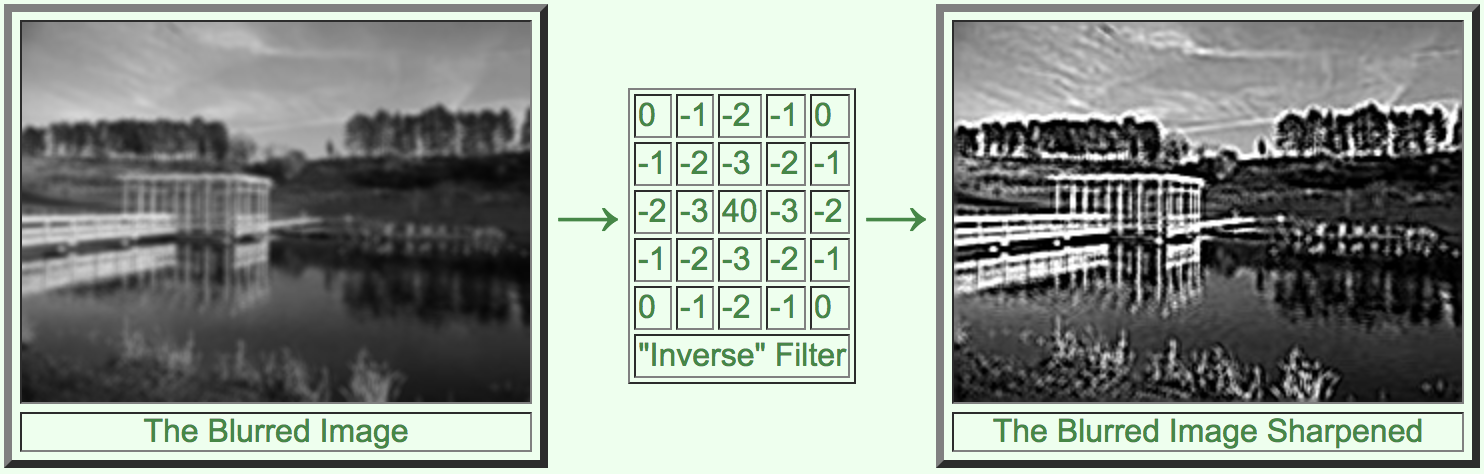 0 -1 -2 -1 0
-1 -2 -3 -2 -1
-2 -3 40 -3 -2
-1 -2 -3 -2 -1
0 -1 -2 -1 0
"Inverse" Filter
The Blurred Image
The Blurred Image Sharpened